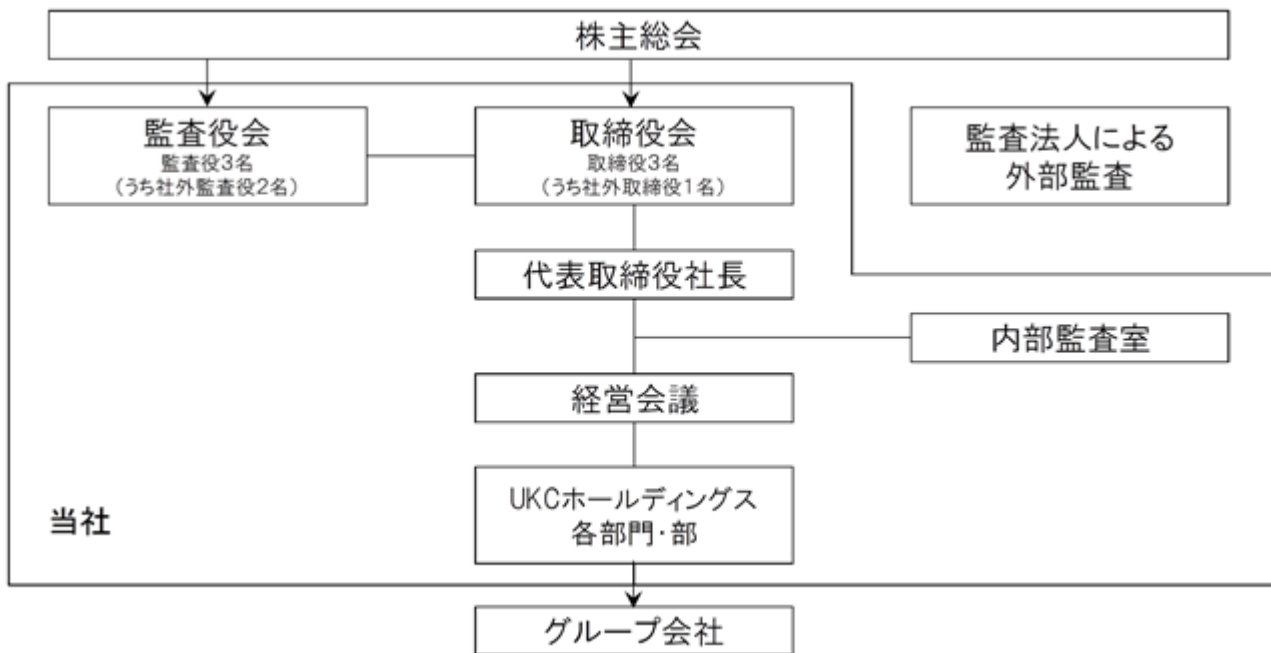 株主総会
監査役会
監査役3名
(うち社外監査役2名)
取締役会
取締役3名
(うち社外取締役1名)
監査法人による
外部監査
代表取締役社長
内部監査室
経営会議
UKCホールディングス
各部門・部
当社
グループ会社